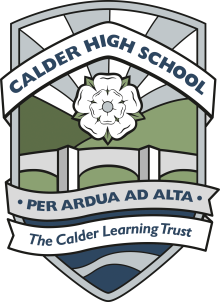 CALDER HIGH SCHOOL
• PER ARDUA AD ALTA •
The Calder Learning Trust